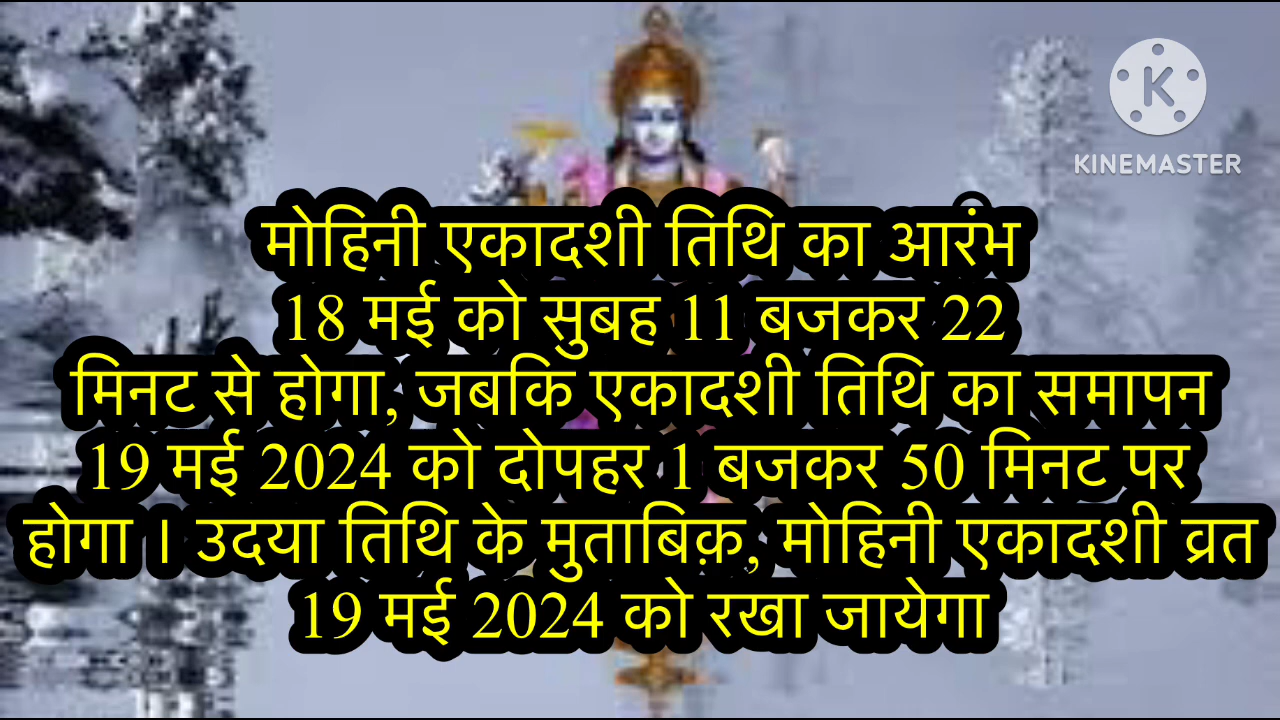 KINEMASTER
मोहिनी एकादशी तिथि का आरंभ
18 मई को सुबह 11 बजकर 22
मिनट से होगा, जबकि एकादशी तिथि का समापन
19 मई 2024 को दोपहर 1 बजकर 50 मिनट पर
होगा । उदया तिथि के मुताबिक़, मोहिनी एकादशी व्रत
19 मई 2024 को रखा जायेगा